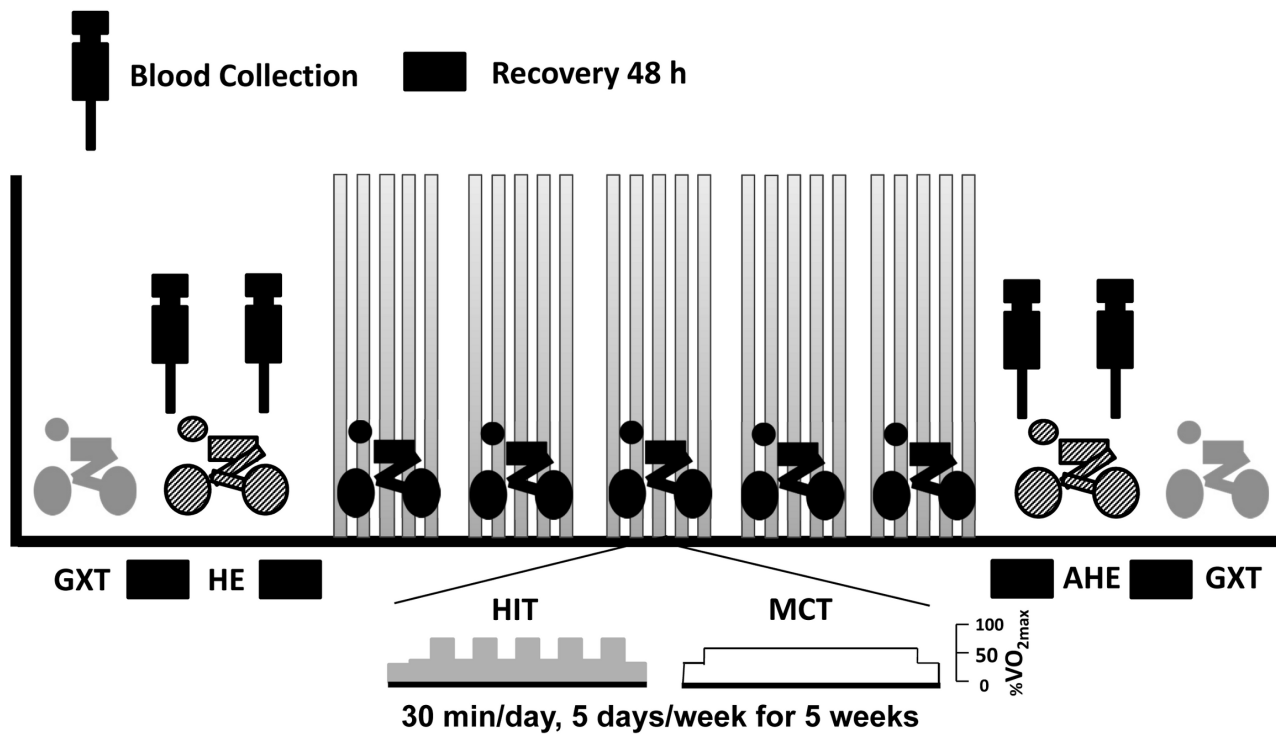 Blood Collection
Recovery 48 h
GXT
HE
AHE
GXT
HIT
MCT
100
50
0
%VO2max
30 min/day, 5 days/week for 5 weeks